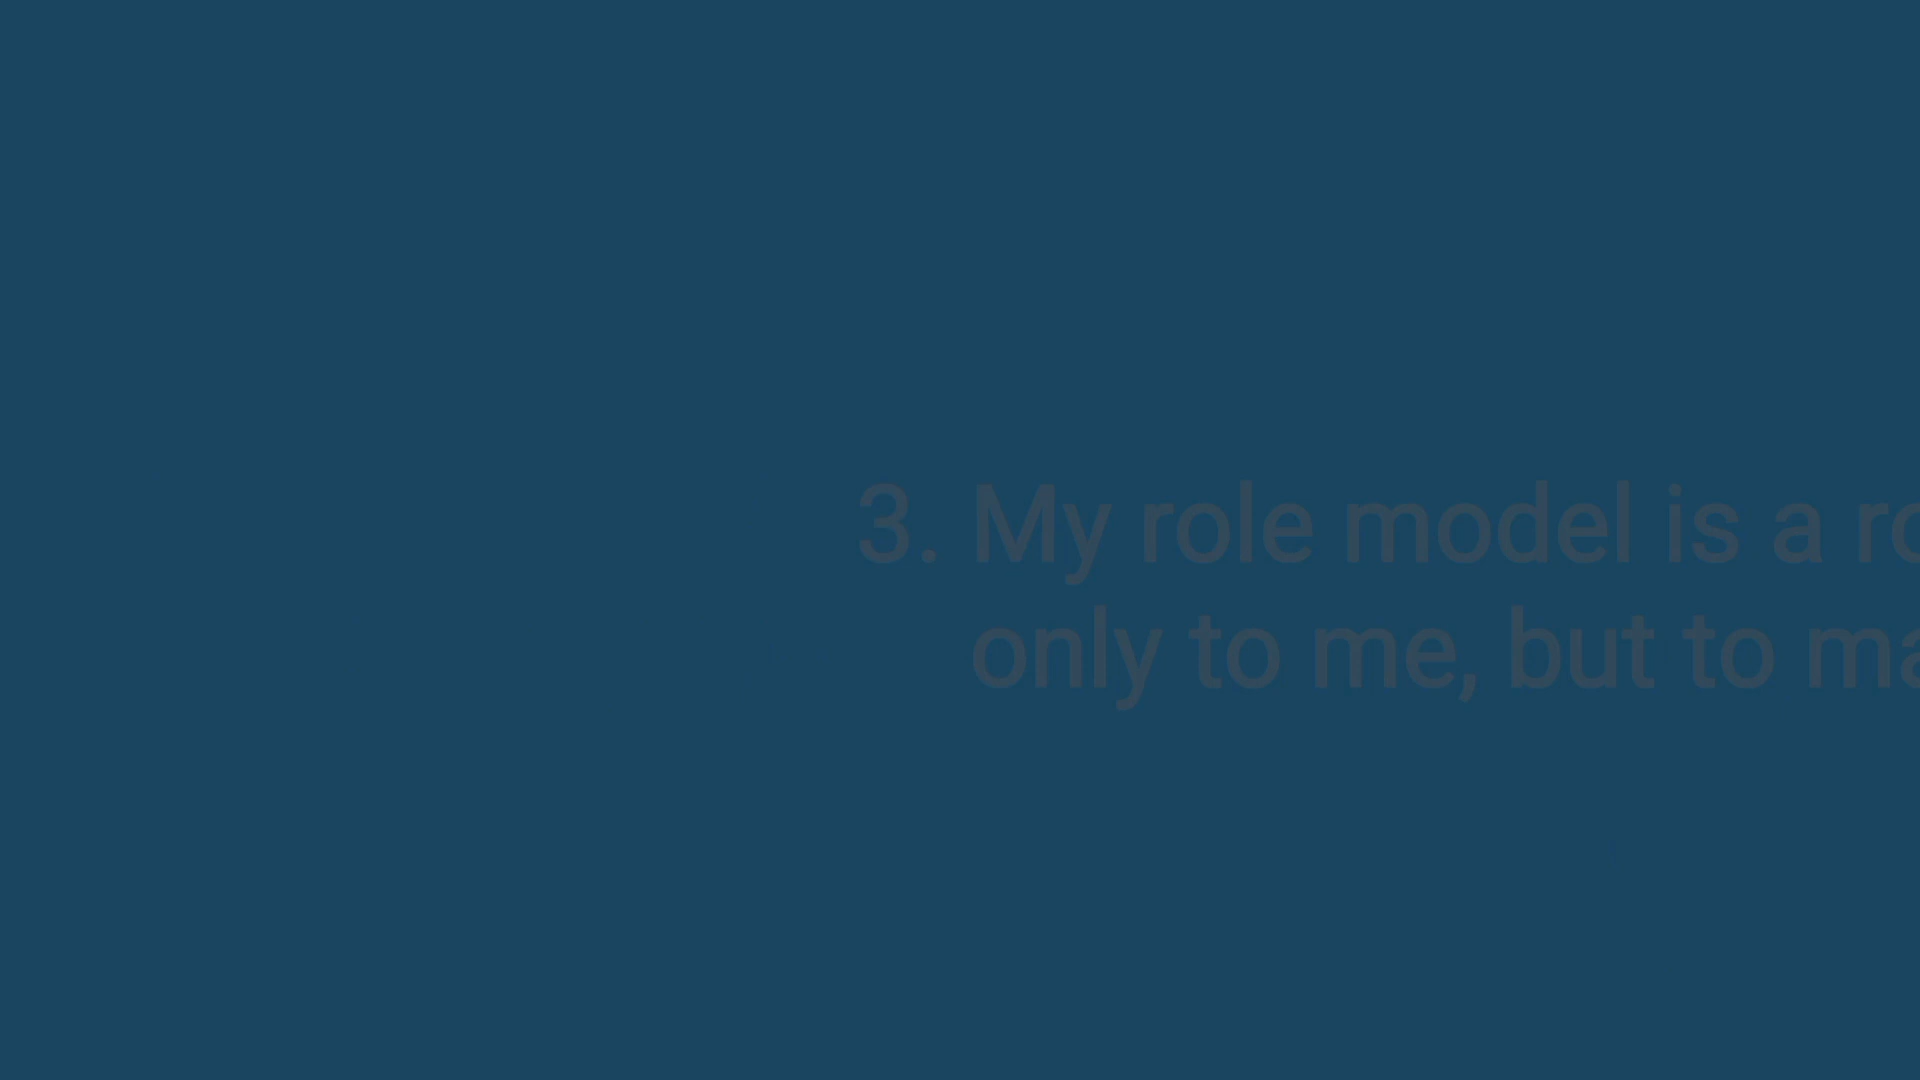 3. My role model is a
only to me, but to